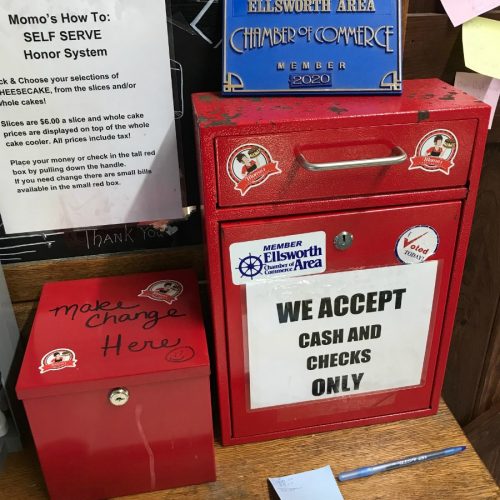 Momo's How To:
SELF SERVE
Honor System
ck & Choose your selections of
HEESECAKE, from the slices and/or
whole cakes!
Slices are $6.00 a slice and whole cake
prices are displayed on top of the whole
cake cooler. All prices include tax!
Place your money or check in the tall red
box by pulling down the handle.
If you need change there are small bills
available in the small red box.
THANK YOU
ELLSWORTH AREA
CHAMBER OF COMMERCE
MEMBER
2020
MEMBER
Ellsworth
Chamber of Commerce Area
I Voted
TODAY!
WE ACCEPT
CASH AND
CHECKS
ONLY
Make
Change
Here